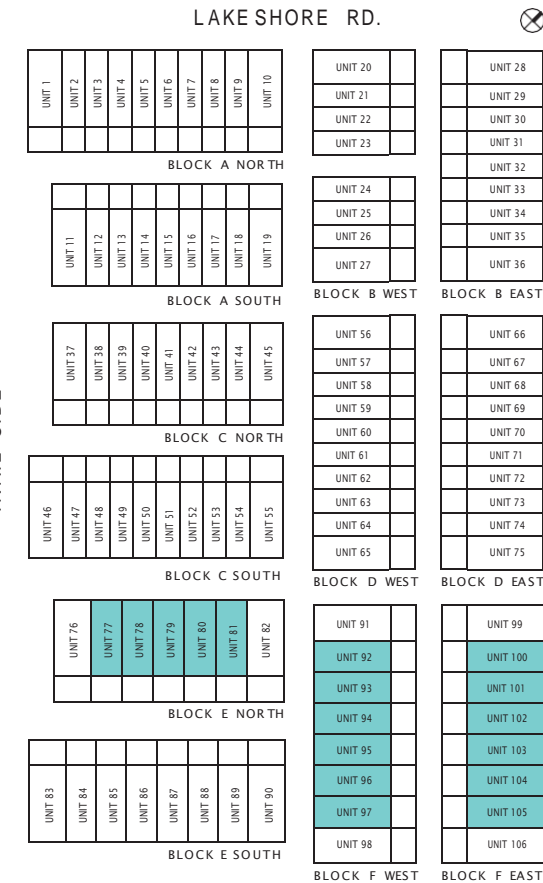 LAKE SHORE RD.
UNIT 1
UNIT 2
UNIT 3
UNIT 4
UNIT 5
UNIT 6
UNIT 7
UNIT 8
UNIT 9
UNIT 10
BLOCK A NORTH
UNIT 11
UNIT 12
UNIT 13
UNIT 14
UNIT 15
UNIT 16
UNIT 17
UNIT 18
UNIT 19
BLOCK A SOUTH
UNIT 20
UNIT 21
UNIT 22
UNIT 23
UNIT 24
UNIT 25
UNIT 26
UNIT 27
BLOCK B WEST
UNIT 28
UNIT 29
UNIT 30
UNIT 31
UNIT 32
UNIT 33
UNIT 34
UNIT 35
UNIT 36
BLOCK B EAST
UNIT 37
UNIT 38
UNIT 39
UNIT 40
UNIT 41
UNIT 42
UNIT 43
UNIT 44
UNIT 45
BLOCK C NORTH
UNIT 46
UNIT 47
UNIT 48
UNIT 49
UNIT 50
UNIT 51
UNIT 52
UNIT 53
UNIT 54
UNIT 55
BLOCK C SOUTH
UNIT 56
UNIT 57
UNIT 58
UNIT 59
UNIT 60
UNIT 61
UNIT 62
UNIT 63
UNIT 64
UNIT 65
BLOCK D WEST
UNIT 66
UNIT 67
UNIT 68
UNIT 69
UNIT 70
UNIT 71
UNIT 72
UNIT 73
UNIT 74
UNIT 75
BLOCK D EAST
UNIT 76
UNIT 77
UNIT 78
UNIT 79
UNIT 80
UNIT 81
UNIT 82
BLOCK E NORTH
UNIT 83
UNIT 84
UNIT 85
UNIT 86
UNIT 87
UNIT 88
UNIT 89
UNIT 90
BLOCK E SOUTH
UNIT 91
UNIT 92
UNIT 93
UNIT 94
UNIT 95
UNIT 96
UNIT 97
UNIT 98
BLOCK F WEST
UNIT 99
UNIT 100
UNIT 101
UNIT 102
UNIT 103
UNIT 104
UNIT 105
UNIT 106
BLOCK F EAST